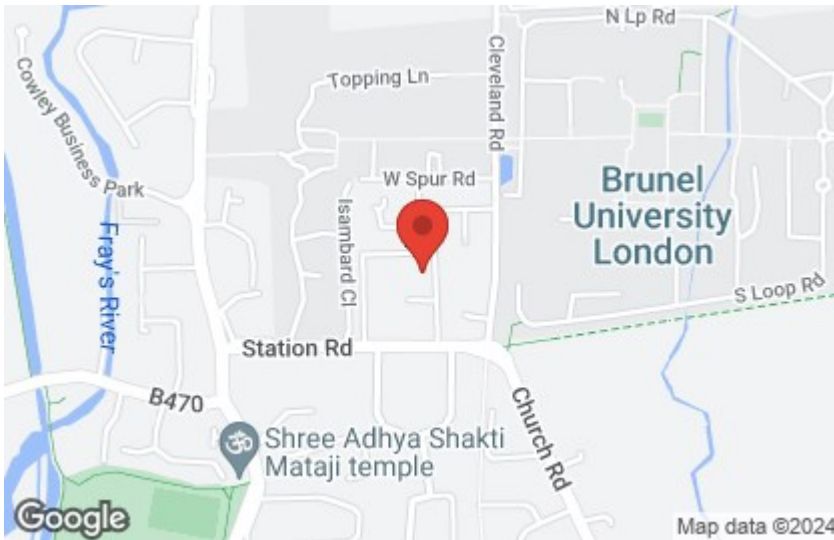 N Lp Rd
Topping Ln
Cleveland Rd
Cowley Business Park
W Spur Rd
Brunel
University
London
Isambard Cl
Fray's River
S Loop Rd
Station Rd
B470
Church Rd
Shree Adhya Shakti
Mataji temple
Google
Map data ©2024